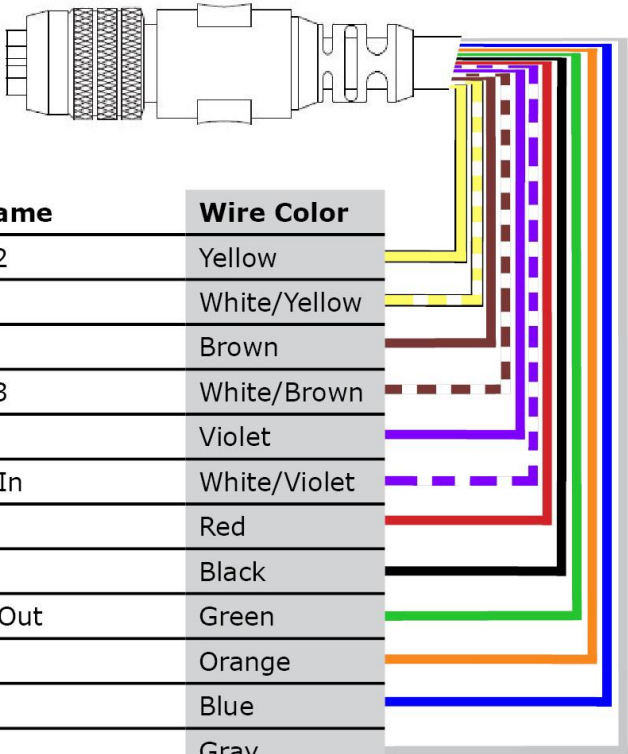 ame Wire Color
2 Yellow
White/Yellow
Brown
3 White/Brown
Violet
In White/Violet
Red
Black
Out Green
Orange
Blue
Gray